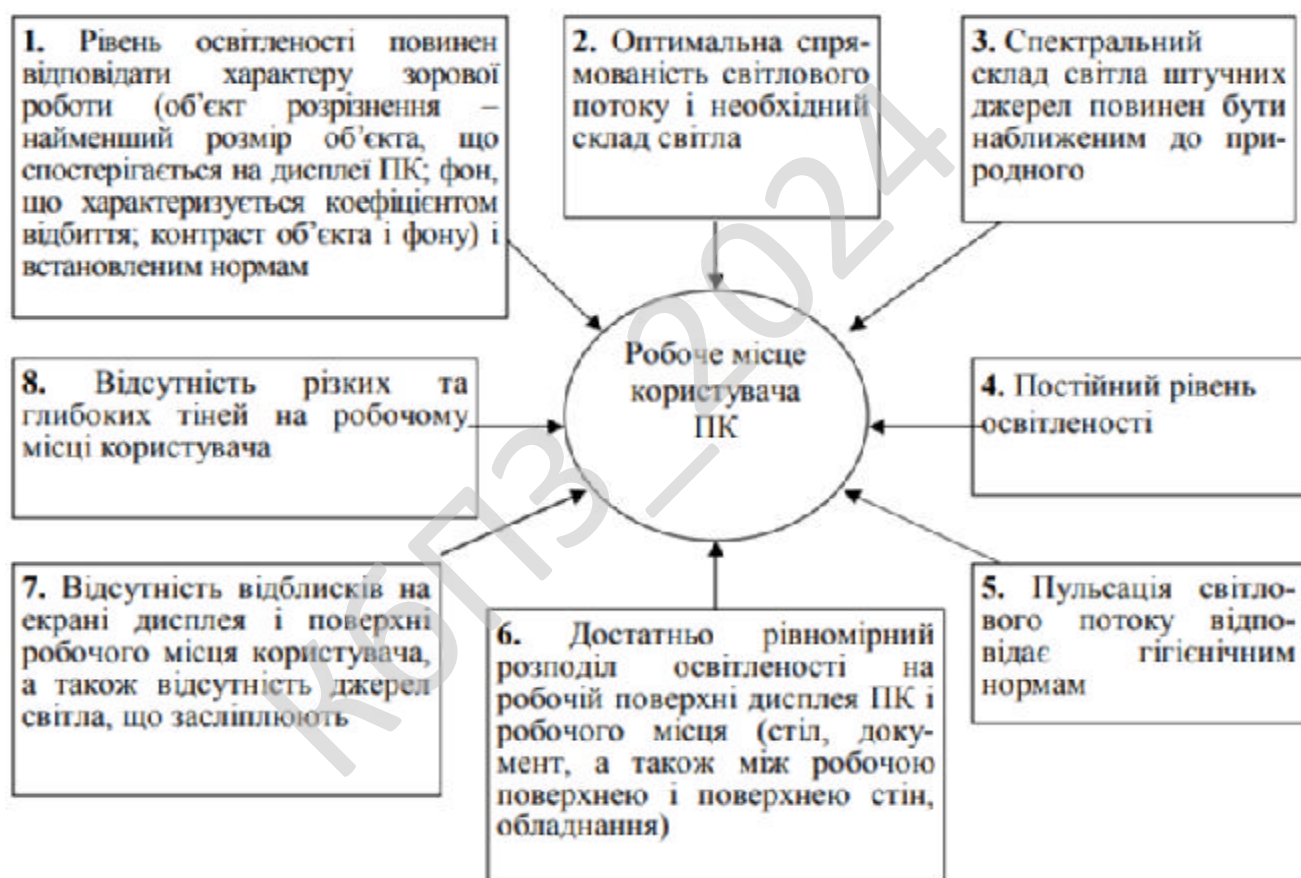 1. Рівень освітленості повинен
відповідати характеру зорової
роботи (об’єкт розрізнення –
найменший розмір об’єкта, що
спостерігається на дисплеї ПК; фон,
що характеризується коефіцієнтом
відбиття; контраст об’єкта і фону) і
встановленим нормам
2. Оптимальна спря-
мованість світлового
потоку і необхідний
склад світла
3. Спектральний
склад світла штучних
джерел повинен бути
наближеним до при-
родного
Робоче місце
користувача
ПК
8. Відсутність різких та
глибоких тіней на робочому
місці користувача
4. Постійний рівень
освітленості
7. Відсутність відблисків на
екрані дисплея і поверхні
робочого місця користувача,
а також відсутність джерел
світла, що засліплюють
6. Достатньо рівномірний
розподіл освітленості на
робочій поверхні дисплея ПК і
робочого місця (стіл, доку-
мент, а також між робочою
поверхнею і поверхнею стін,
обладнання)
5. Пульсація світло-
вого потоку відпо-
відає гігієнічним
нормам
КбПЗ_2024